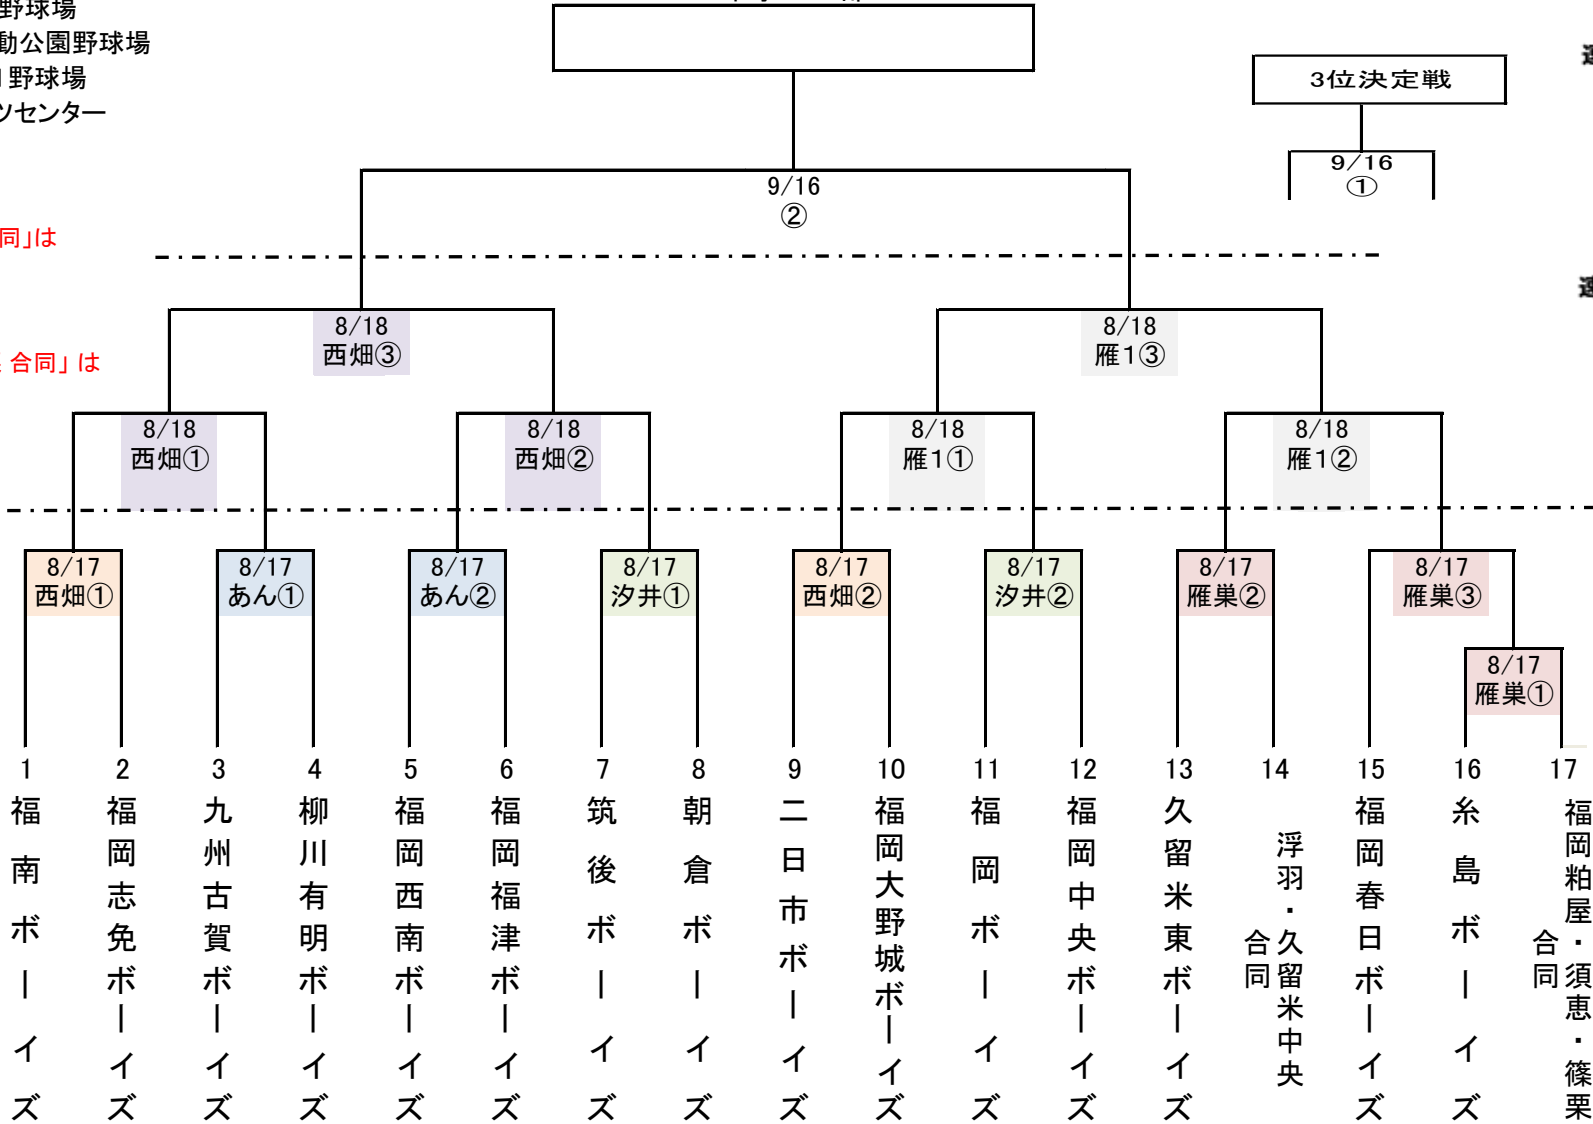 野球場
動公園野球場
野球場
ツセンター
3位決定戦
9/16
①
9/16
②
同」は
合同」は
8/18
西畑③
8/18
雁1③
8/18
西畑①
8/18
西畑②
8/18
雁1①
8/18
雁1②
8/17
西畑①
8/17
あん①
8/17
あん②
8/17
汐井①
8/17
西畑②
8/17
汐井②
8/17
雁巣②
8/17
雁巣③
8/17
雁巣①
1
2
3
4
5
6
7
8
9
10
11
12
13
14
15
16
17
福南ボーイズ
福岡志免ボーイズ
九州古賀ボーイズ
柳川有明ボーイズ
福岡西南ボーイズ
福岡福津ボーイズ
筑後ボーイズ
朝倉ボーイズ
二日市ボーイズ
福岡大野城ボーイズ
福岡ボーイズ
福岡中央ボーイズ
久留米東ボーイズ
浮羽・久留米中央
合同
福岡春日ボーイズ
糸島ボーイズ
福岡粕屋・須恵・篠栗
合同